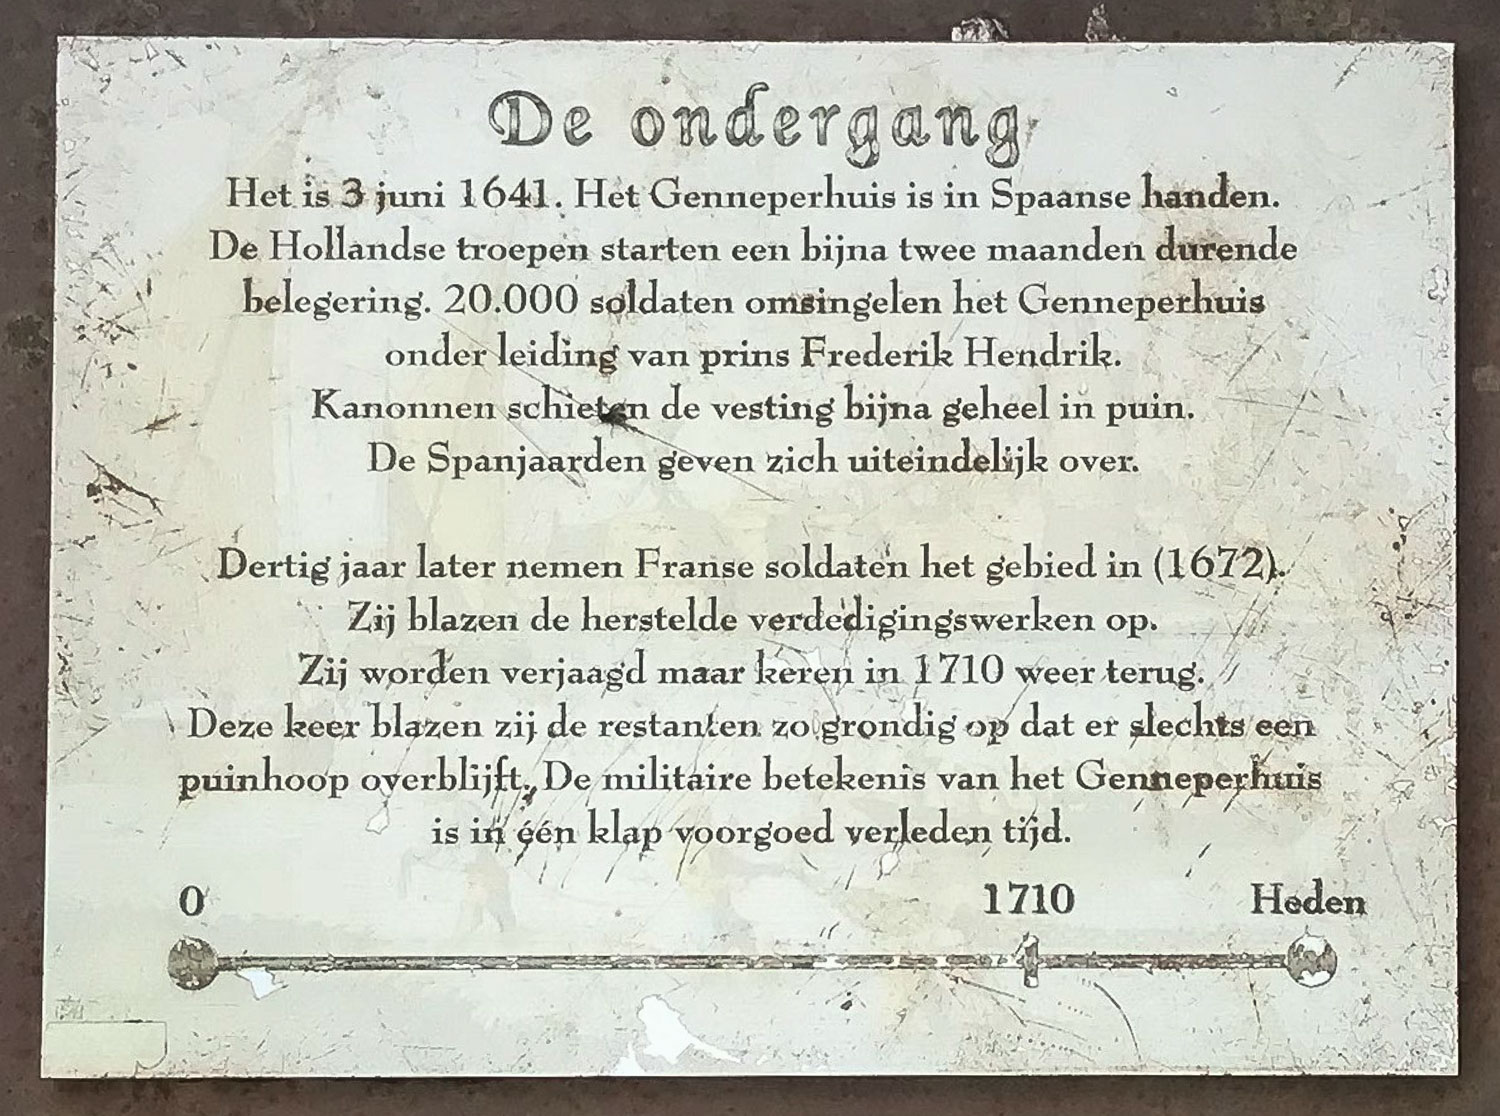 De ondergang
Het is 3 juni 1641. Het Genneperhuis is in Spaanse handen.
De Hollandse troepen starten een bijna twee maanden durende
belegering. 20.000 soldaten omsingelen het Genneperhuis
onder leiding van prins Frederik Hendrik.
Kanonnen schieten de vesting bijna geheel in puin.
De Spanjaarden geven zich uiteindelijk over.
Dertig jaar later nemen Franse soldaten het gebied in (1672).
Zij blazen de herstelde verdedigingswerken op.
Zij worden verjaagd maar keren in 1710 weer terug.
Deze keer blazen zij de restanten zo grondig op dat er slechts een
puinhoop overblijft. De militaire betekenis van het Genneperhuis
is in één klap voorgoed verleden tijd.
0 1710 Heden